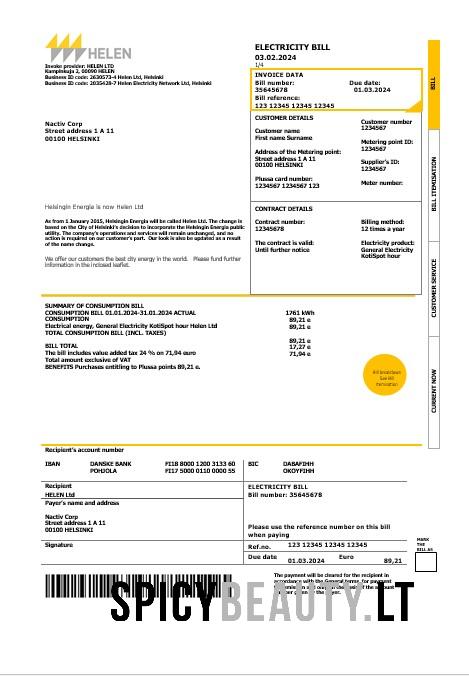 HELEN
Invoke provider: HELEN LTD
Kampinkuja 2, 00090 HELEN
Business ID code: 2630573-4 Helen Ltd, Helsinki
Business ID code: 2035428-7 Helen Electricity Network Ltd, Helsinki
ELECTRICITY BILL
03.02.2024
1/4
INVOICE DATA
Bill number:
35645678
Due date:
01.03.2024
Bill reference:
123 12345 12345 12345
Nactiv Corp
Street address 1 A 11
00100 HELSINKI
CUSTOMER DETAILS
Customer name
First name Surname
Address of the Metering point:
Street address 1 A 11
00100 HELSINKI
Plussa card number:
1234567 1234567 123
Customer number
1234567
Metering point ID:
1234567
Supplier's ID:
1234567
Meter number:
Helsingin Energia is now Helen Ltd
As from 1 January 2015, Helsingin Energia will be called Helen Ltd. The change is
based on the City of Helsinki's decision to incorporate the Helsingin Energia public
utility. The company's operations and services will remain unchanged, and no
action is required on our customer's part. Our look is also be updated as a result
of the name change.
We offer our customers the best city energy in the world. Please fund further
information in the inclosed leaflet.
CONTRACT DETAILS
Contract number:
12345678
The contract is valid:
Until further notice
Billing method:
12 times a year
Electricity product:
General Electricity
KotiSpot hour
BILL
BILL ITEMISATION
CUSTOMER SERVICE
CURRENT NOW
SUMMARY OF CONSUMPTION BILL
CONSUMPTION BILL 01.01.2024-31.01.2024 ACTUAL 1761 kWh
CONSUMPTION 89,21 e
Electrical energy, General Electricity KotiSpot hour Helen Ltd 89,21 e
TOTAL CONSUMPTION BILL (INCL. TAXES)
89,21 e
BILL TOTAL 17,27 e
The bill includes value added tax 24 % on 71,94 euro 71,94 e
Total amount exclusive of VAT
BENEFITS Purchases entitling to Plussa points 89,21 e.
Bill breakdown
See Bill
itemisation
Recipient's account number
IBAN DANSKE BANK FI18 8000 1200 3133 60 BIC DABAFIHH
POHJOLA FI17 5000 0110 0000 55 OKOYFIHH
Recipient
HELEN Ltd
ELECTRICITY BILL
Bill number: 35645678
Payer's name and address
Nactiv Corp
Street address 1 A 11
00100 HELSINKI
Please use the reference number on this bill
when paying
Signature
Ref.no. 123 12345 12345 12345
Due date 01.03.2024 Euro 89,21
MARK
THE
BILL AS
The payment will be cleared for the recipient in
accordance with the General terms for payment
SPICYBEAUTY.LT